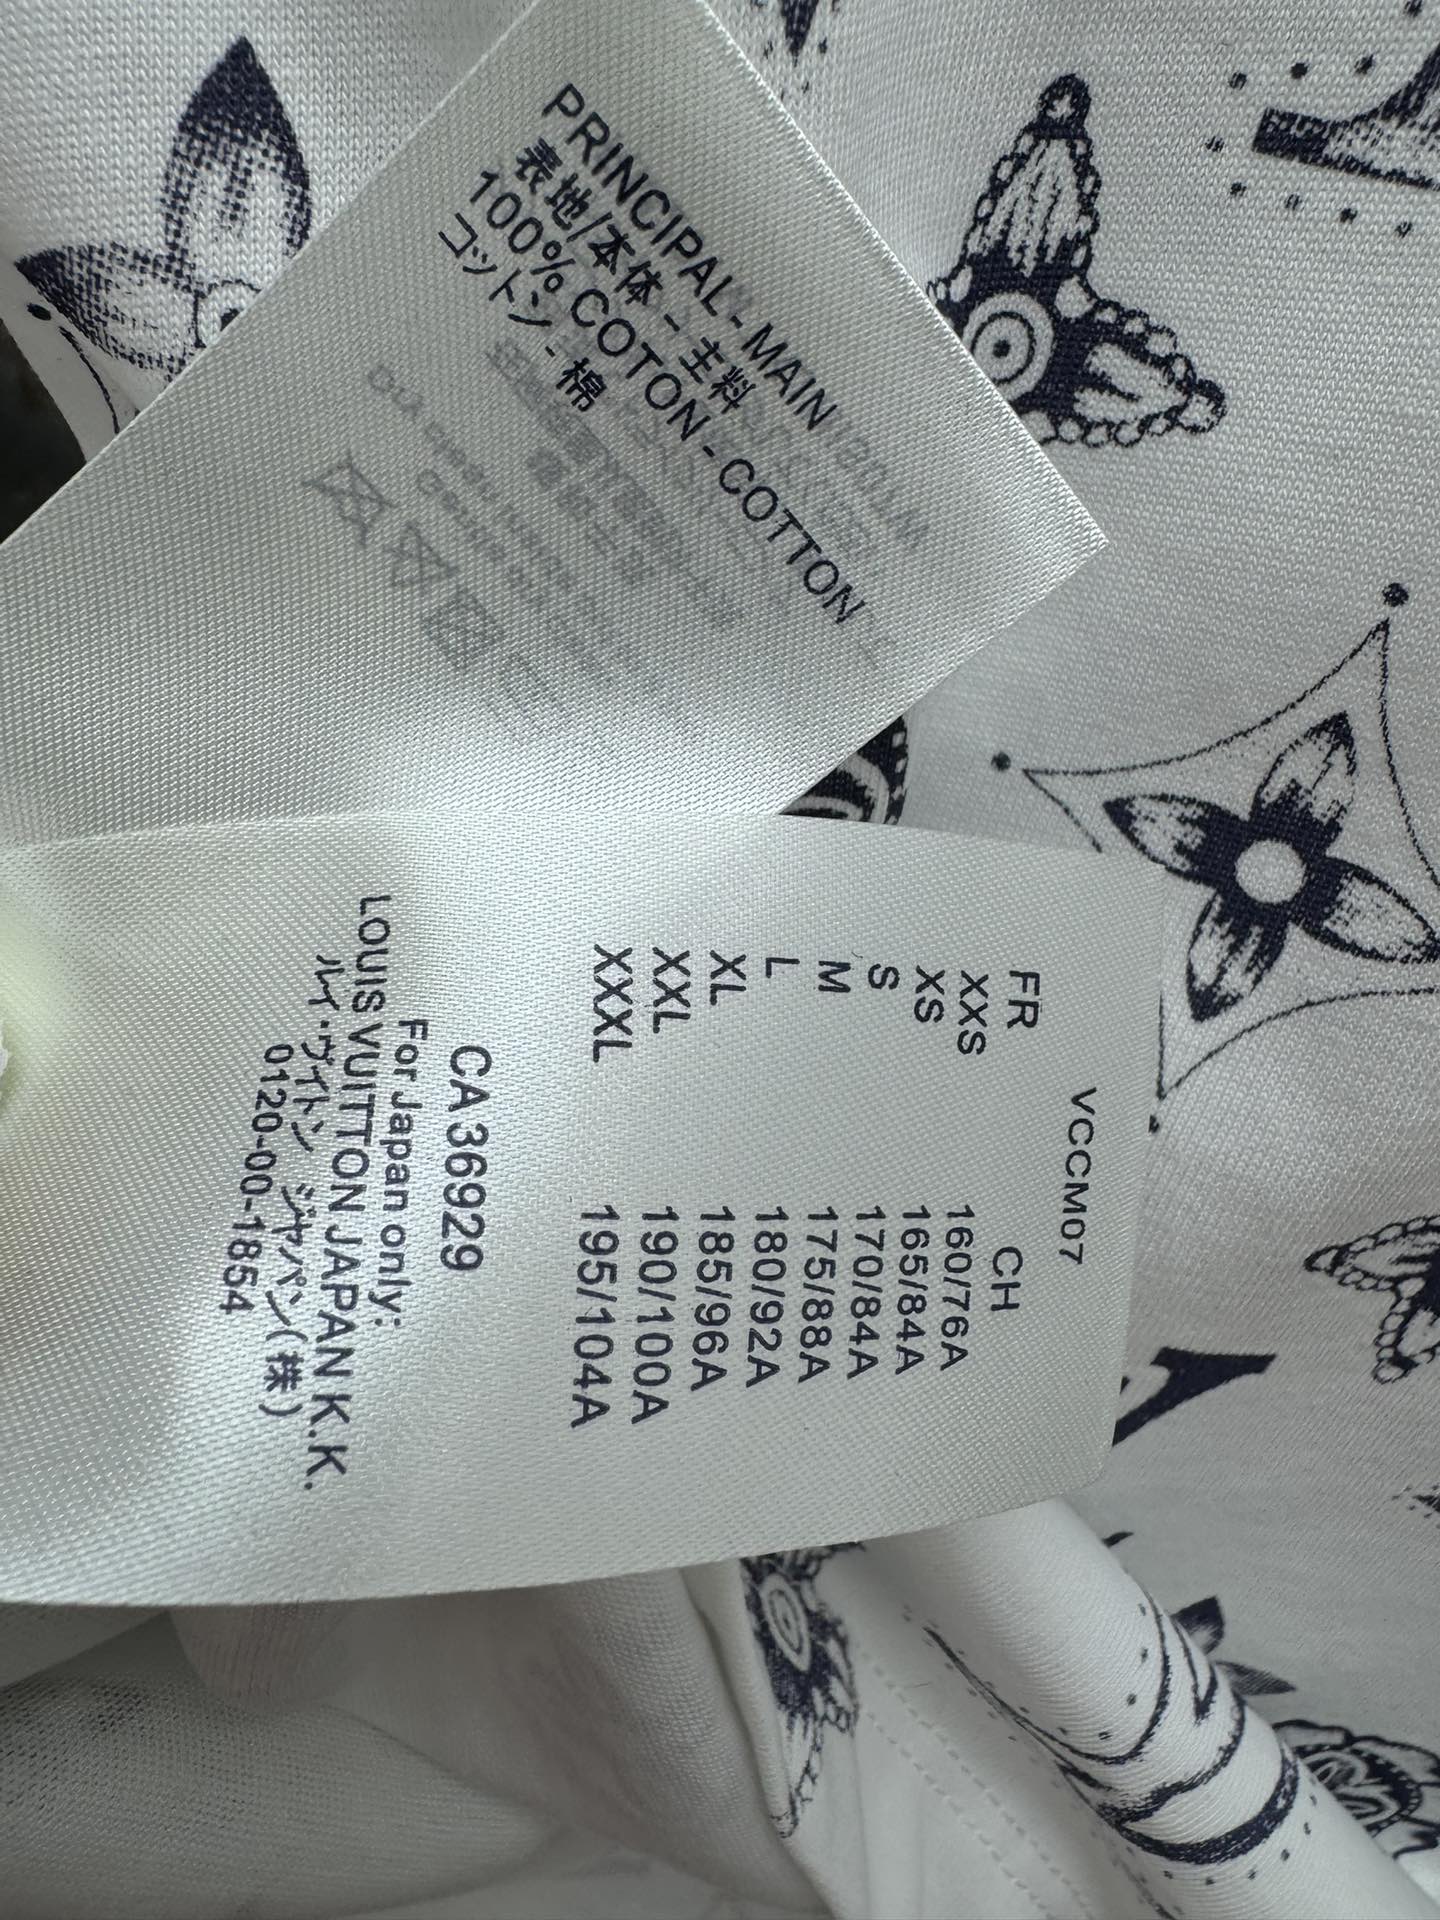 PRINCIPAL - MAIN
表地/本体 - 主料
100% COTON - COTTON
コットン - 棉
VCCM07
FR CH
XXS 160/76A
XS 165/84A
S 170/84A
M 175/88A
L 180/92A
XL 185/96A
XXL 190/100A
XXXL 195/104A
CA 36929
For Japan only:
LOUIS VUITTON JAPAN K.K.
ルイ・ヴィトン ジャパン(株)
0120-00-1854